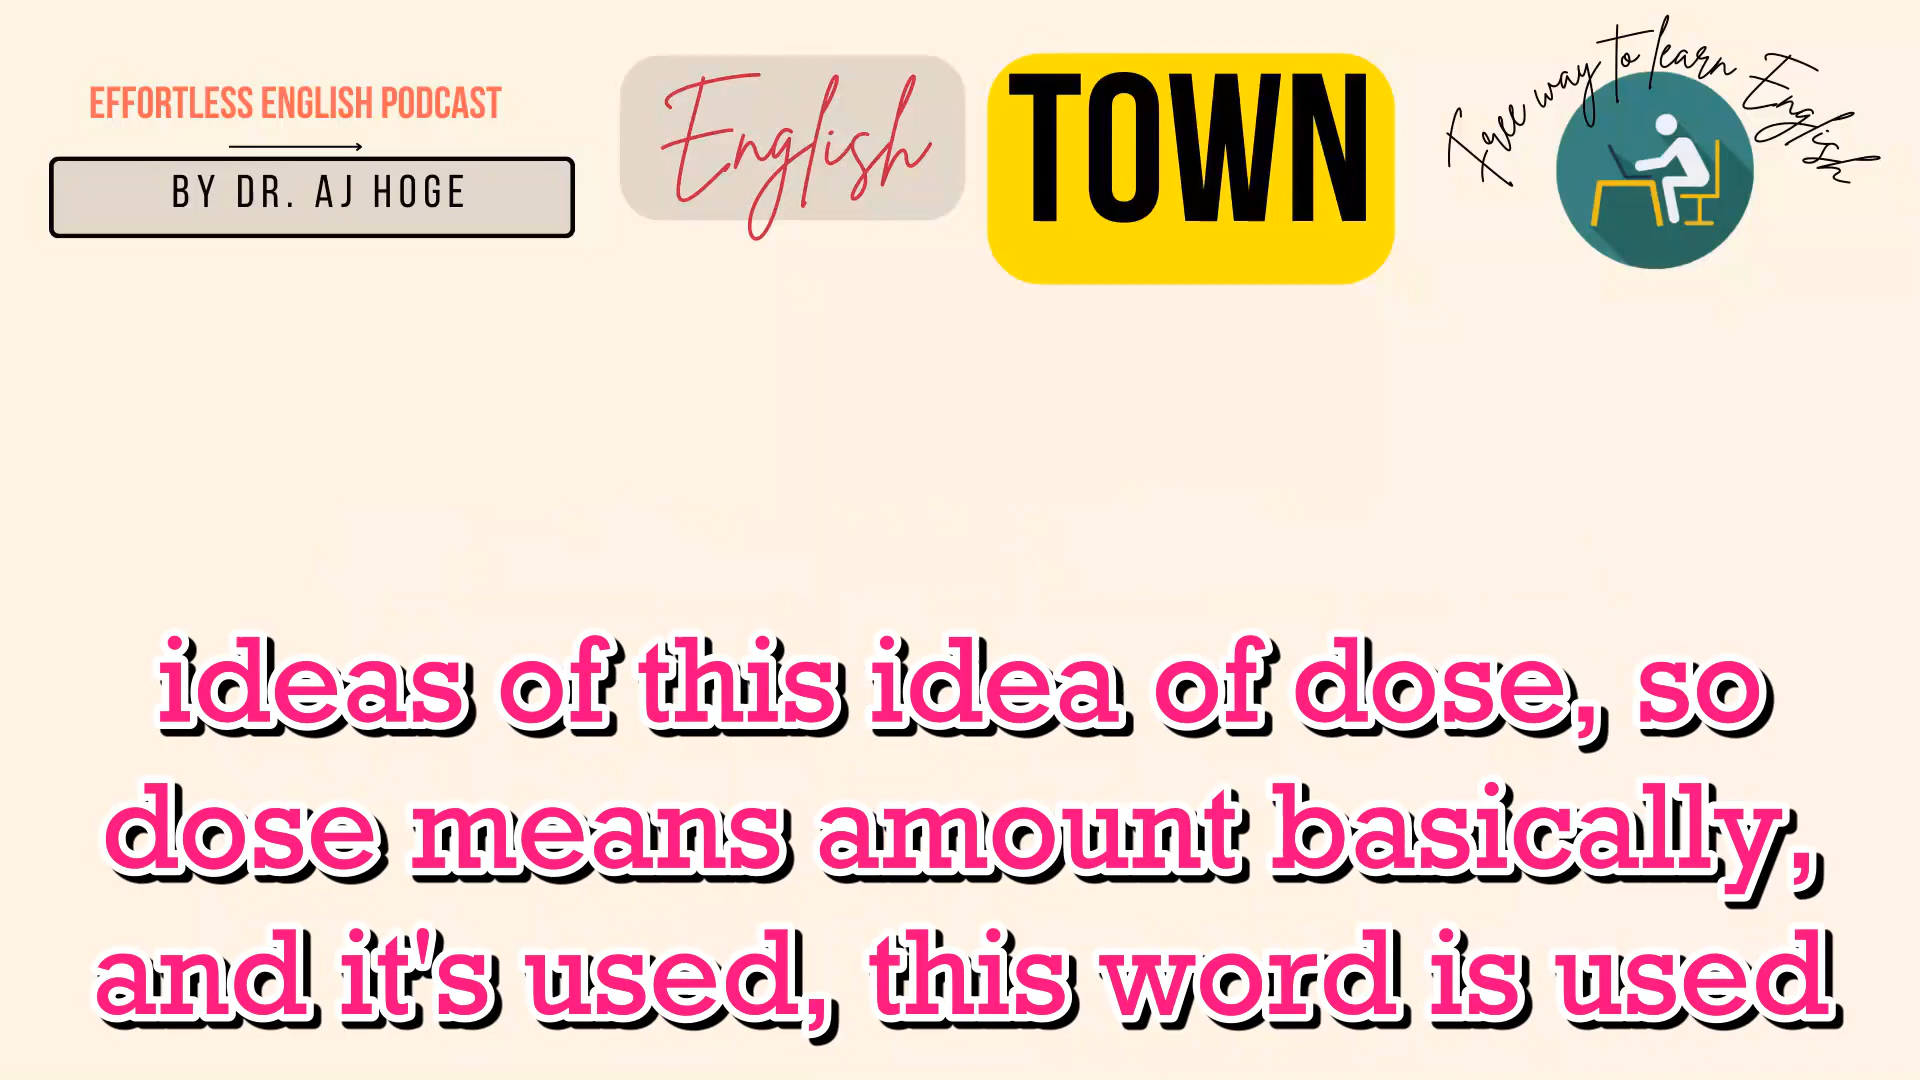 EFFORTLESS ENGLISH PODCAST
BY DR. AJ HOGE
English
TOWN
Free way to learn English
ideas of this idea of dose, so
dose means amount basically,
and it's used, this word is used